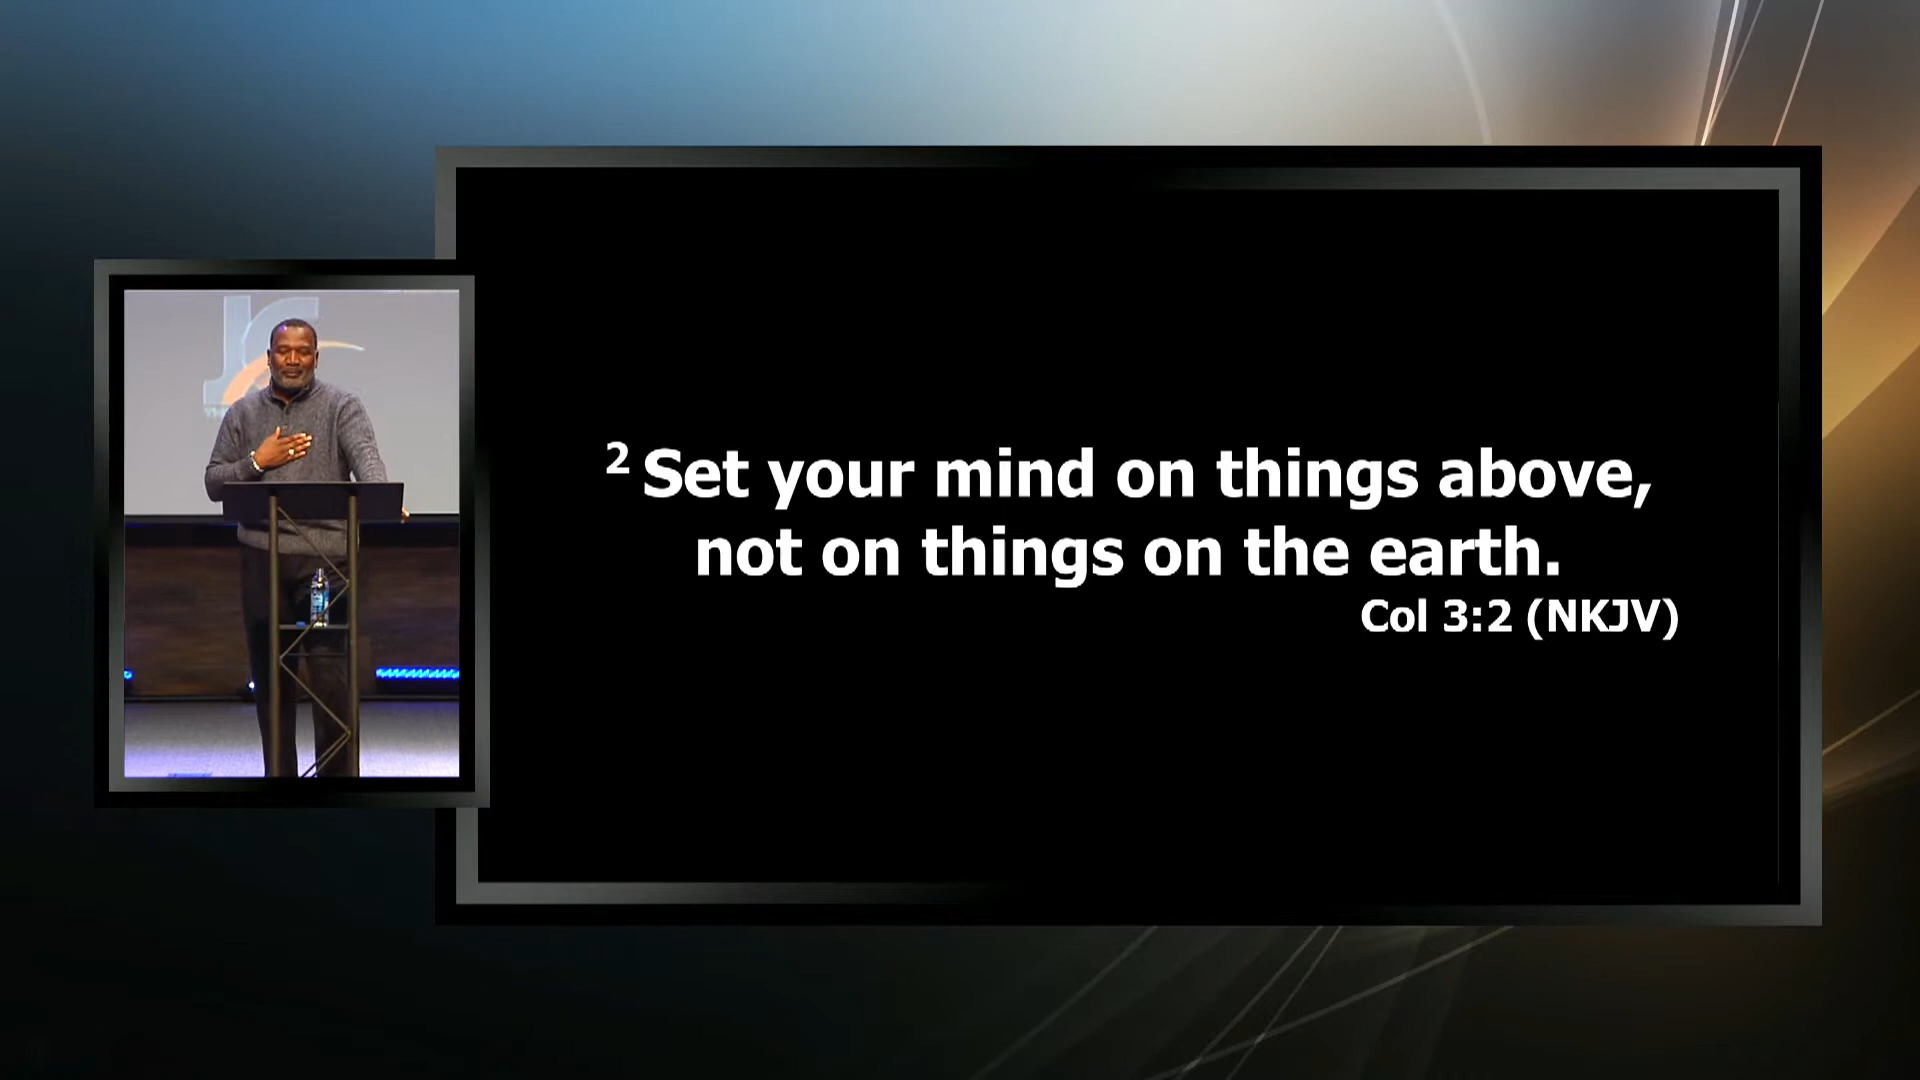 ² Set your mind on things above,
not on things on the earth.
Col 3:2 (NKJV)